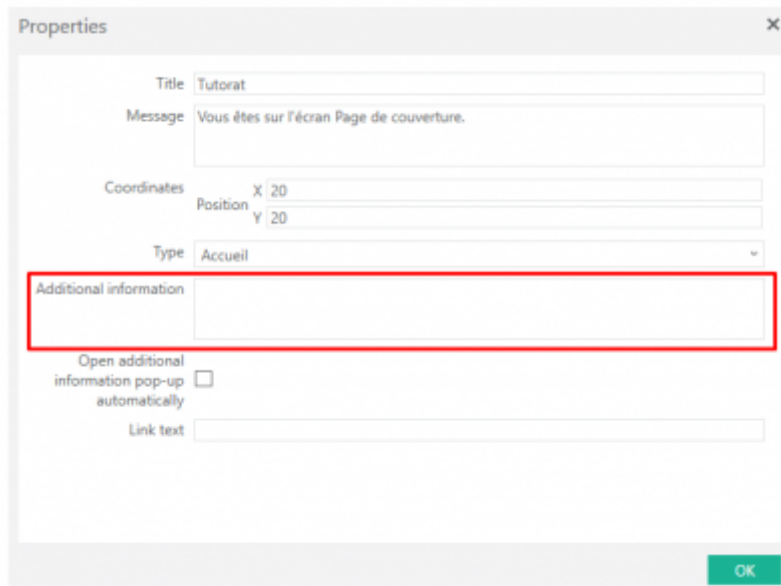 Properties
Title Tutorat
Message Vous êtes sur l'écran Page de couverture.
Coordinates Position X 20
Y 20
Type Accueil
Additional information
Open additional
information pop-up
automatically
Link text
OK